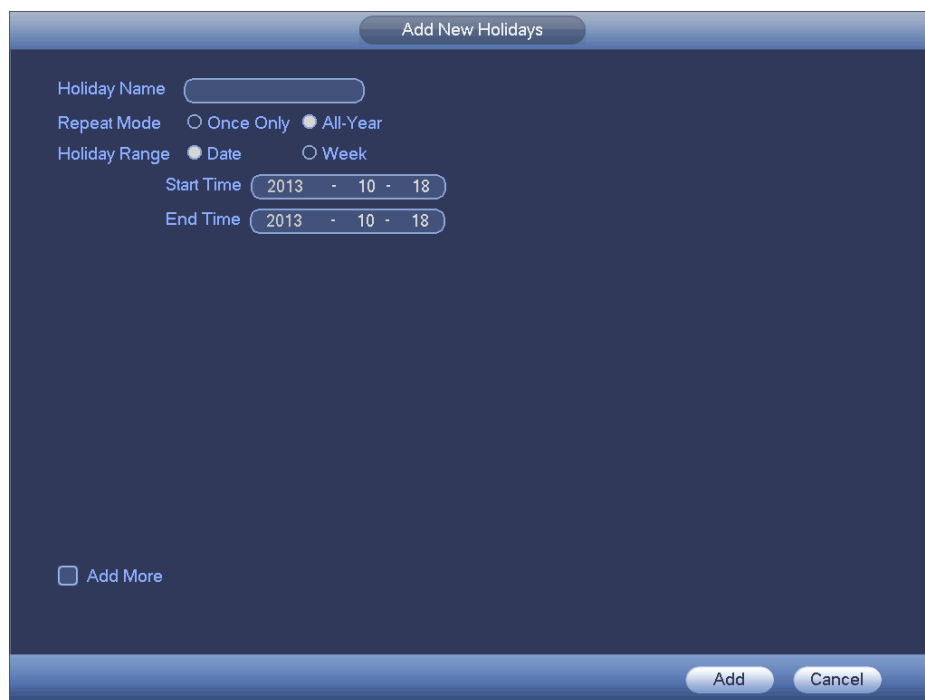 Add New Holidays
Holiday Name
Repeat Mode Once Only All-Year
Holiday Range Date Week
Start Time 2013 - 10 - 18
End Time 2013 - 10 - 18
Add More
Add Cancel